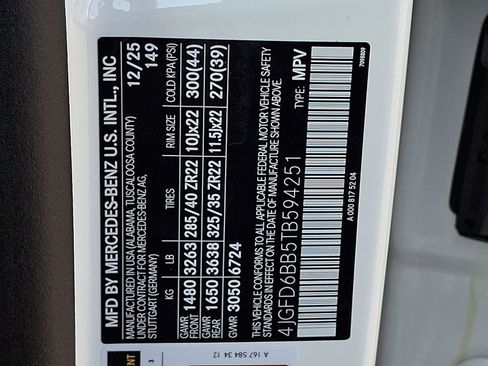 MFD BY MERCEDES-BENZ U.S. INTL., INC 12/25
MANUFACTURED IN USA (ALABAMA, TUSCALOOSA COUNTY) 149
UNDER CONTRACT FOR MERCEDES-BENZ AG,
STUTTGART (GERMANY)
KG LB TIRES RIM SIZE COLD KPA (PSI)
GAWR FRONT 1480 3263 285/40 ZR22 (10Jx22 300(44)
GAWR REAR 1650 3638 325/35 ZR22 (11.5Jx22 270(39)
GVWR 3050 6724
THIS VEHICLE CONFORMS TO ALL APPLICABLE FEDERAL MOTOR VEHICLE SAFETY
STANDARDS IN EFFECT ON THE DATE OF MANUFACTURE SHOWN ABOVE.
4JGFD6BB5TB594251 TYPE: MPV
A 000 817 52 04
A 167 584 34 12
3